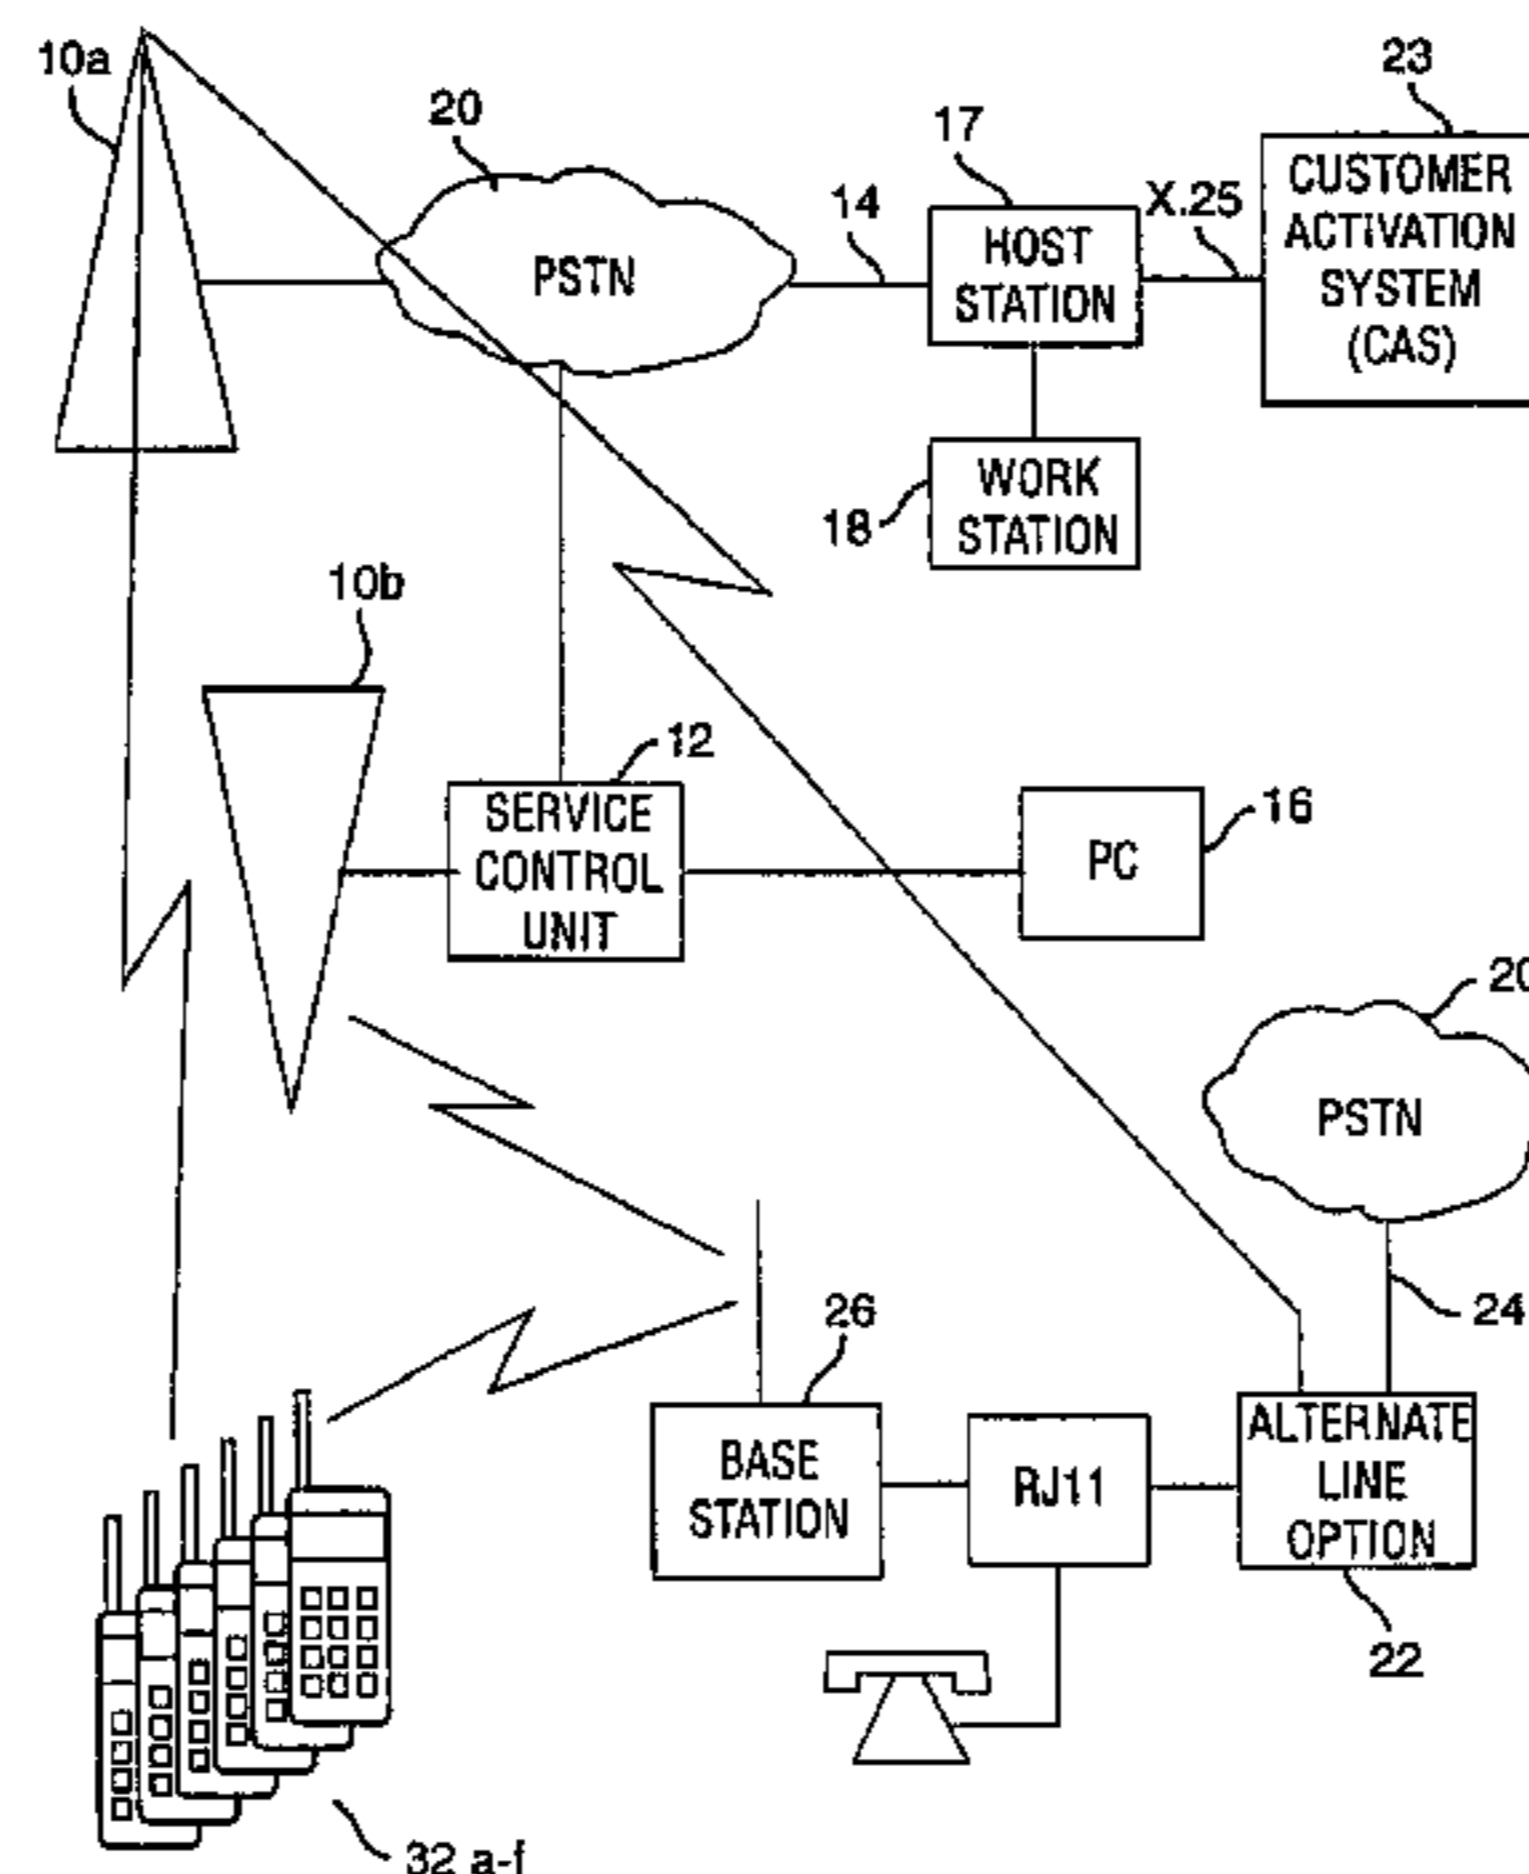 10a
20
17
23
PSTN
14
HOST
STATION
X.25
CUSTOMER
ACTIVATION
SYSTEM
(CAS)
18
WORK
STATION
10b
12
SERVICE
CONTROL
UNIT
PC
16
20
PSTN
24
26
BASE
STATION
RJ11
ALTERNATE
LINE
OPTION
22
32 a-f